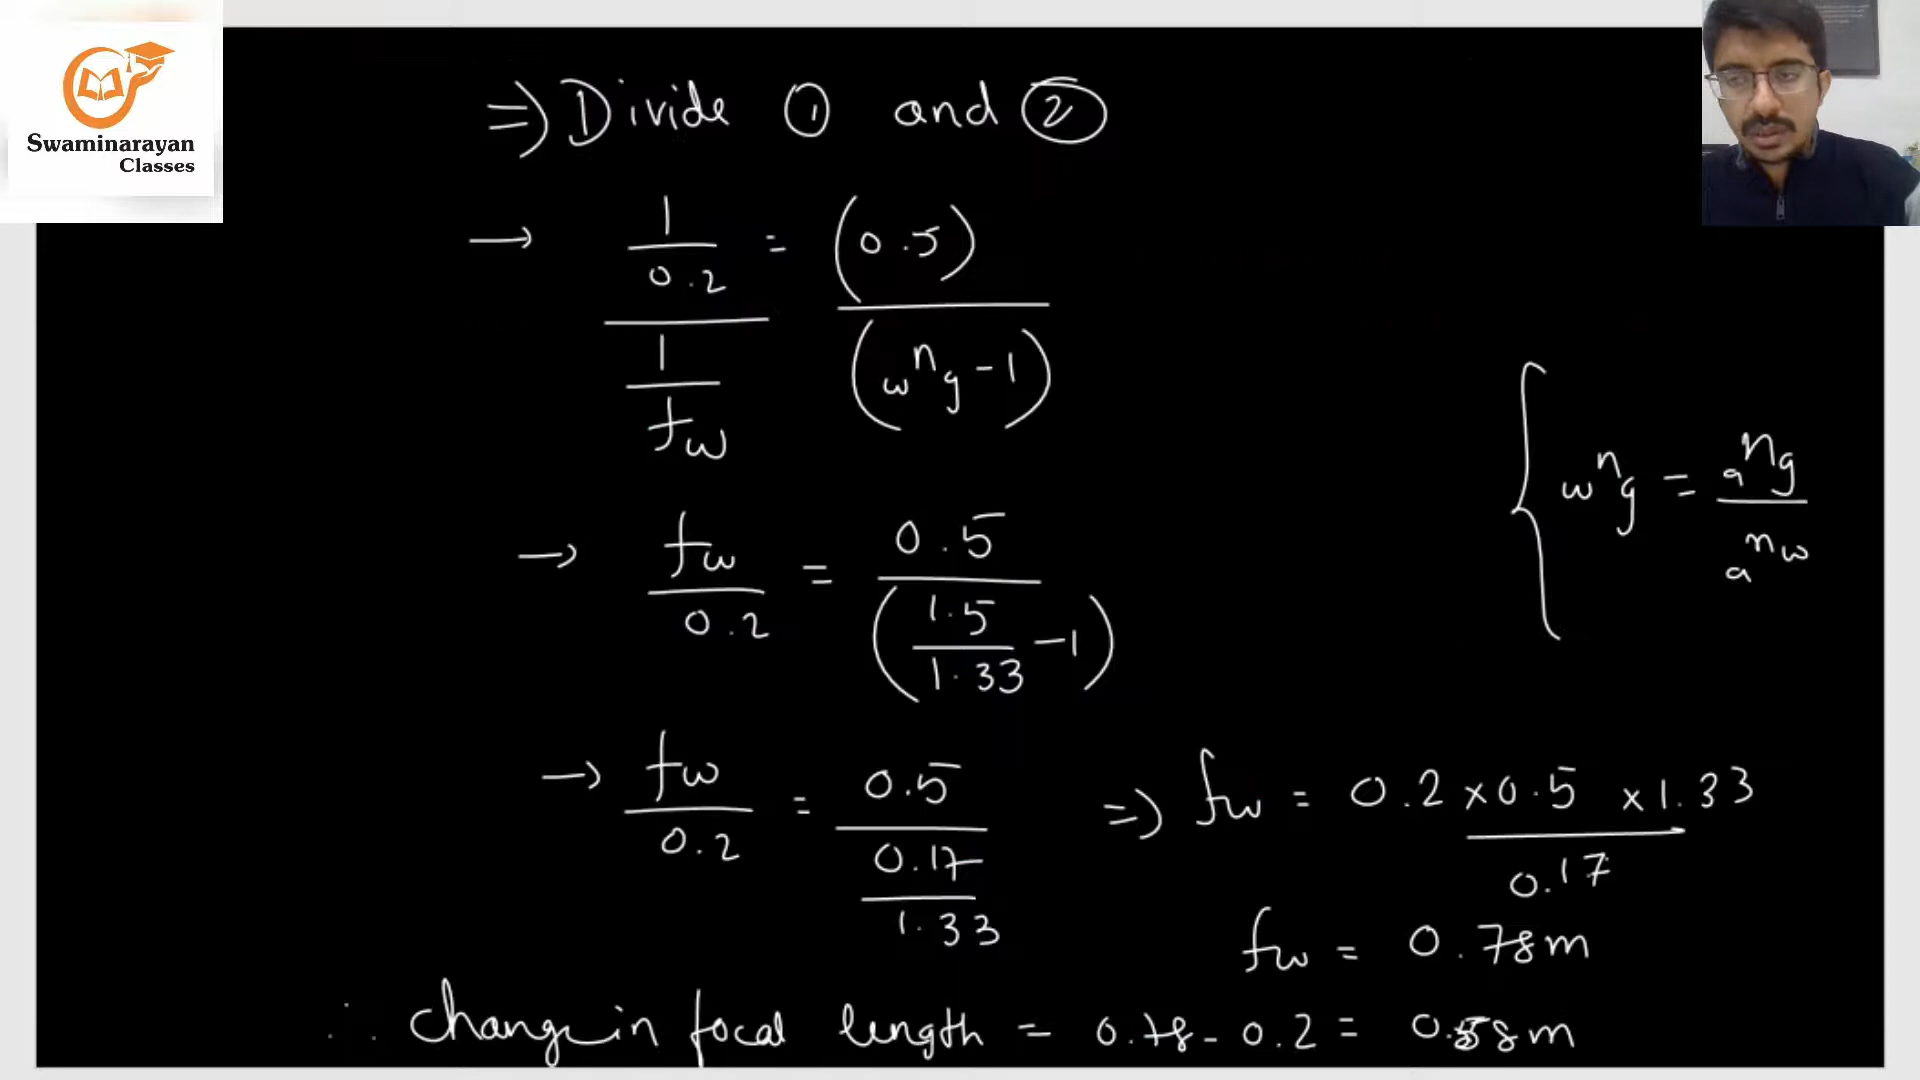 Swaminarayan
Classes
=> Divide ① and ②
→ (1/0.2)/(1/fw) = (0.5)/(wng - 1)
→ fw/0.2 = 0.5/(1.5/1.33 - 1)
{ wng = ang/anw
→ fw/0.2 = 0.5/(0.17/1.33) => fw = 0.2 x 0.5 x 1.33/0.17
fw = 0.78m
∴ change in focal length = 0.78 - 0.2 = 0.58m